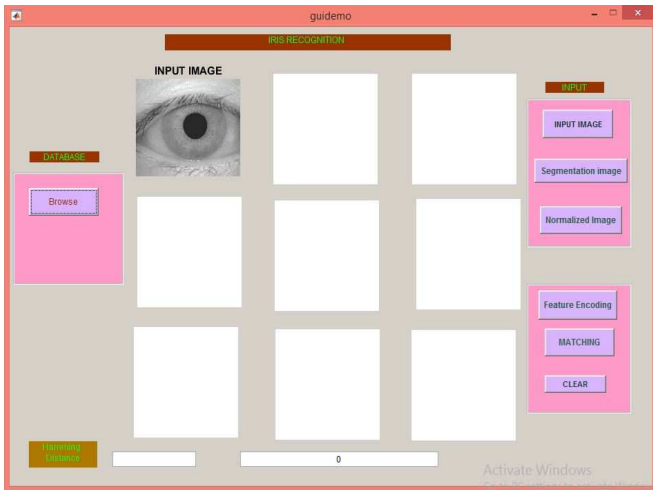 guidemo
IRIS RECOGNITION
INPUT IMAGE
INPUT
INPUT IMAGE
Segmentation image
Normalized Image
DATABASE
Browse
Feature Encoding
MATCHING
CLEAR
Hamming
Distance
0
Activate Windows